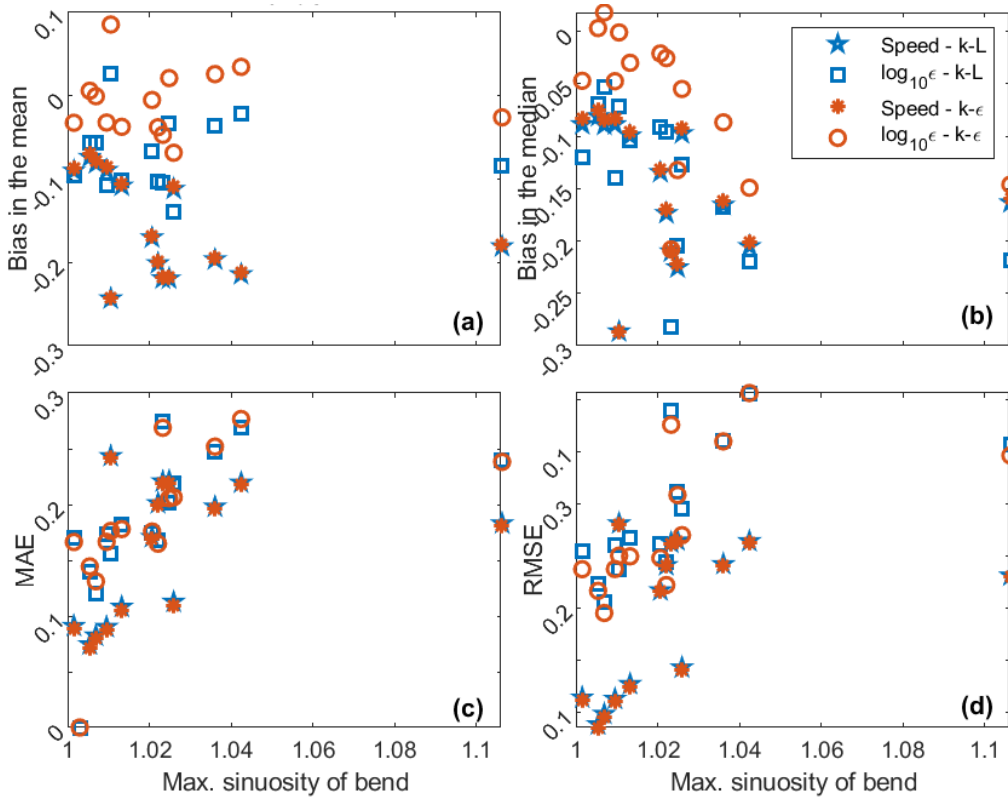 0.1
0
-0.1
-0.2
-0.3
Bias in the mean
(a)
0
0.05
-0.1
-0.15
-0.2
-0.25
-0.3
Bias in the median
(b)
Speed - k-L
log10ϵ - k-L
Speed - k-ϵ
log10ϵ - k-ϵ
0.3
0.2
0.1
0
MAE
(c)
1
1.02
1.04
1.06
1.08
1.1
Max. sinuosity of bend
0.1
0.3
0.2
0.1
RMSE
(d)
1
1.02
1.04
1.06
1.08
1.1
Max. sinuosity of bend